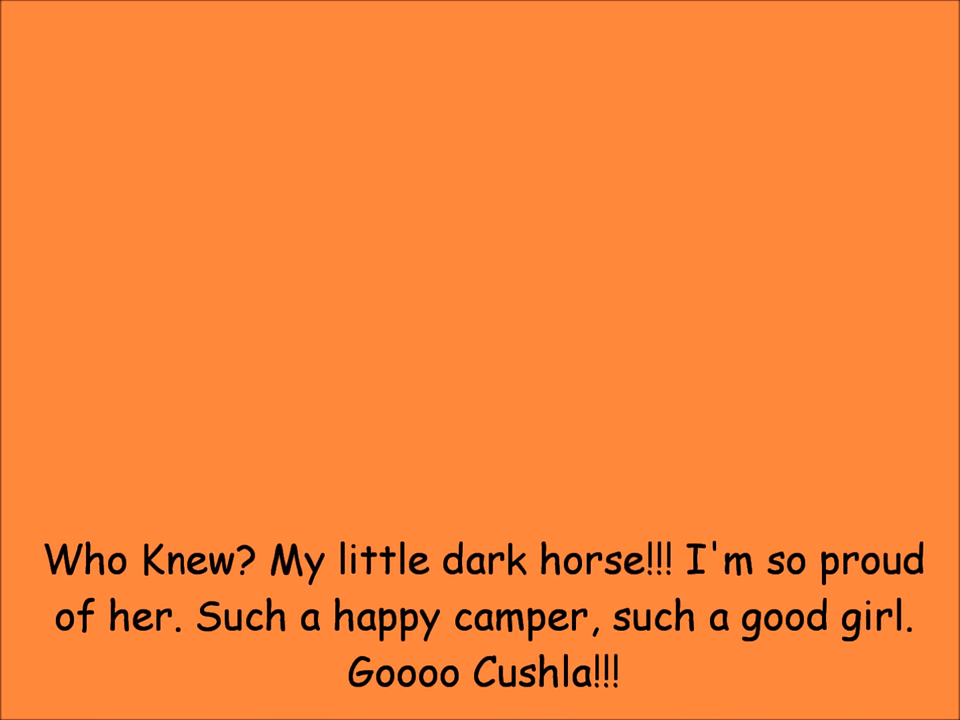 Who Knew? My little dark horse!!! I'm so proud
of her. Such a happy camper, such a good girl.
Goooo Cushla!!!